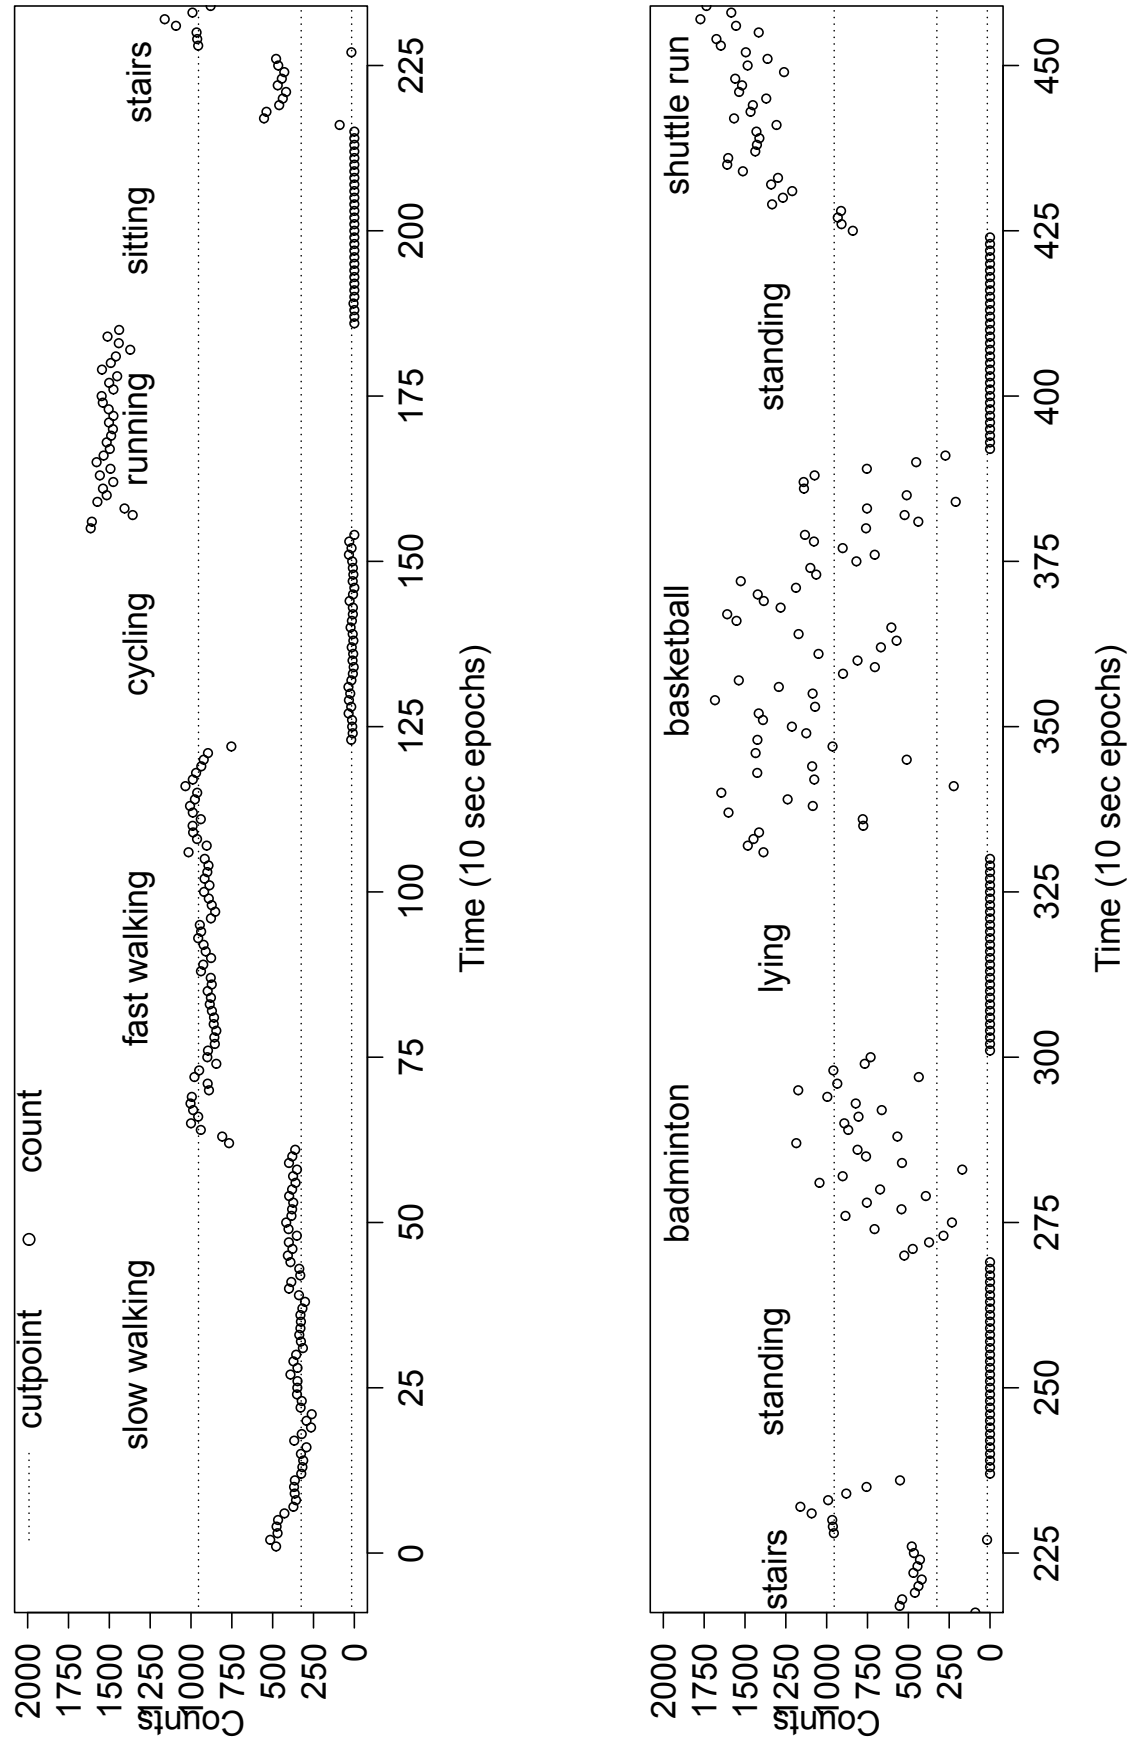 cutpoint count
slow walking fast walking cycling running sitting stairs
Counts
2000
1750
1500
1250
1000
750
500
250
0
0 25 50 75 100 125 150 175 200 225
Time (10 sec epochs)
stairs standing badminton lying basketball standing shuttle run
Counts
2000
1750
1500
1250
1000
750
500
250
0
225 250 275 300 325 350 375 400 425 450
Time (10 sec epochs)